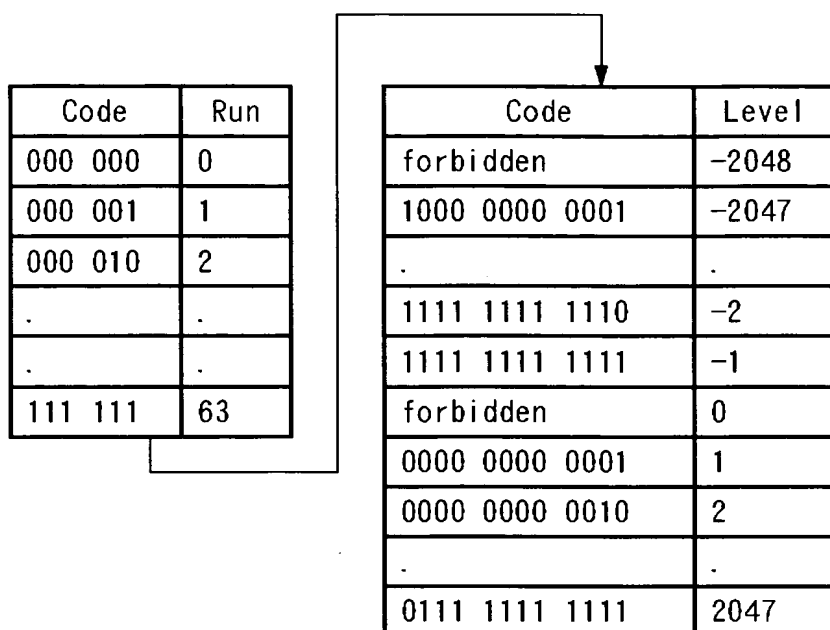 Code Run
000 000 0
000 001 1
000 010 2
. .
. .
111 111 63
Code Level
forbidden -2048
1000 0000 0001 -2047
. .
1111 1111 1110 -2
1111 1111 1111 -1
forbidden 0
0000 0000 0001 1
0000 0000 0010 2
. .
0111 1111 1111 2047